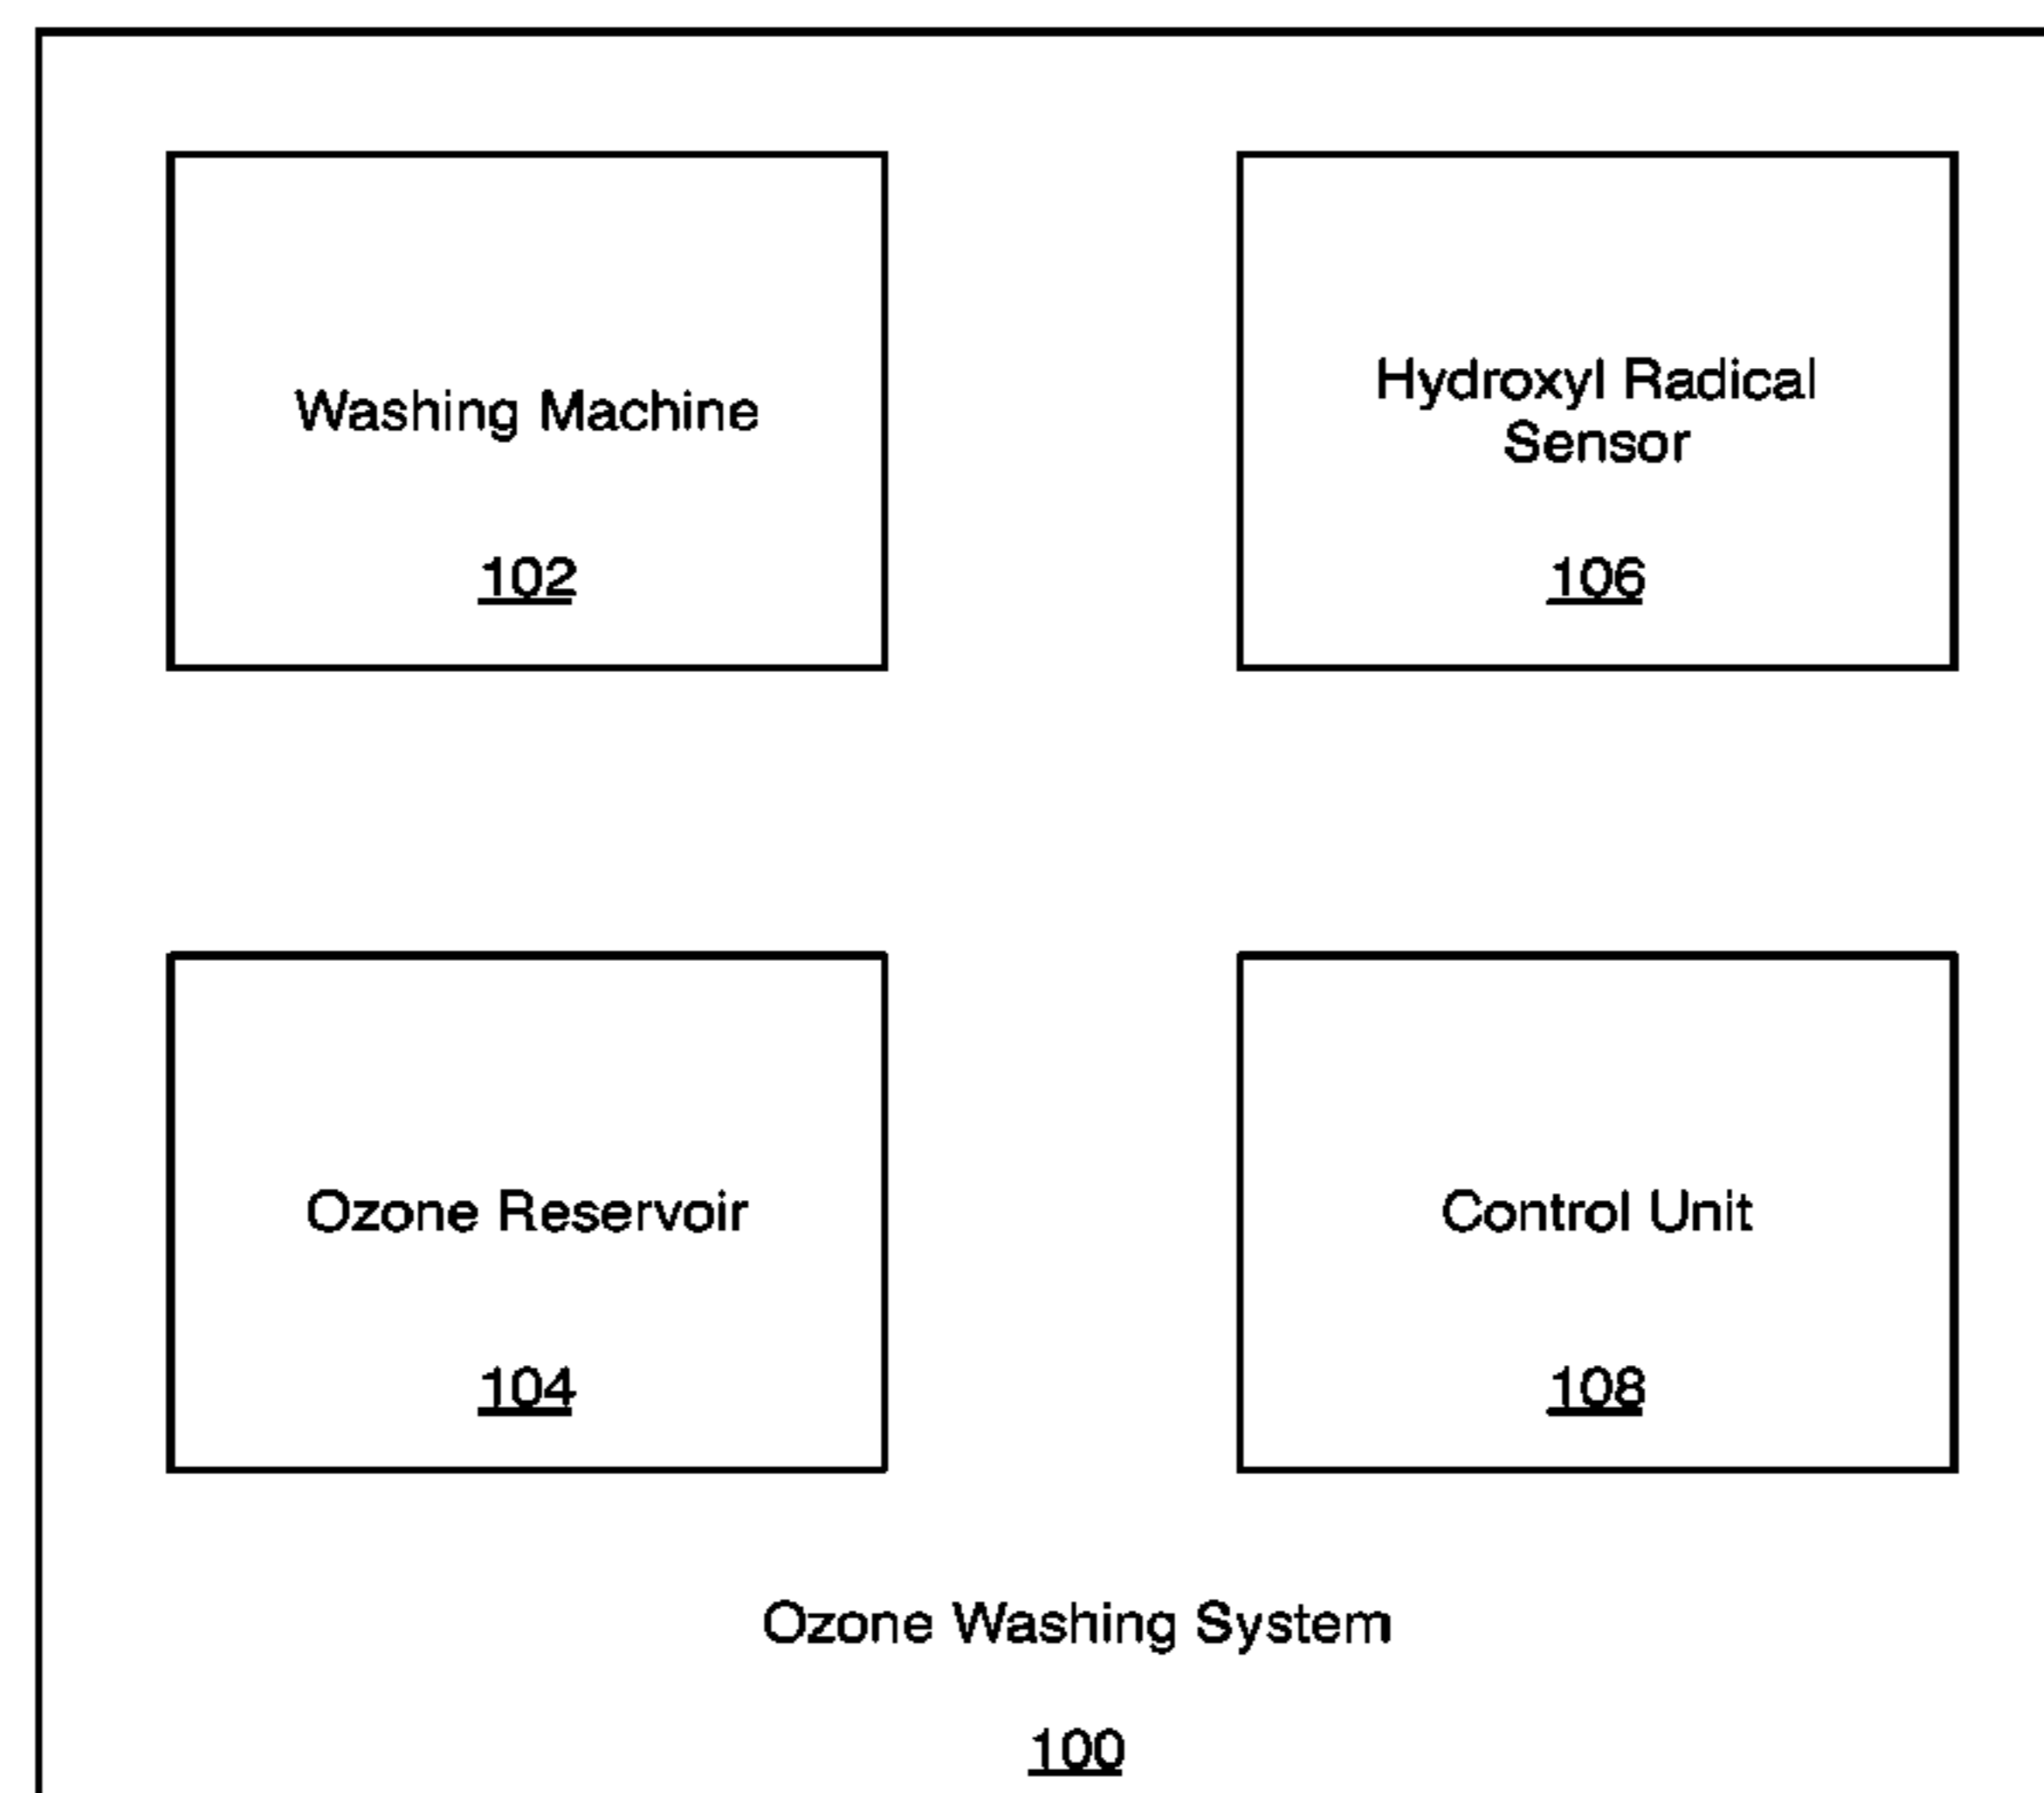 Washing Machine
102
Hydroxyl Radical
Sensor
106
Ozone Reservoir
104
Control Unit
108
Ozone Washing System
100